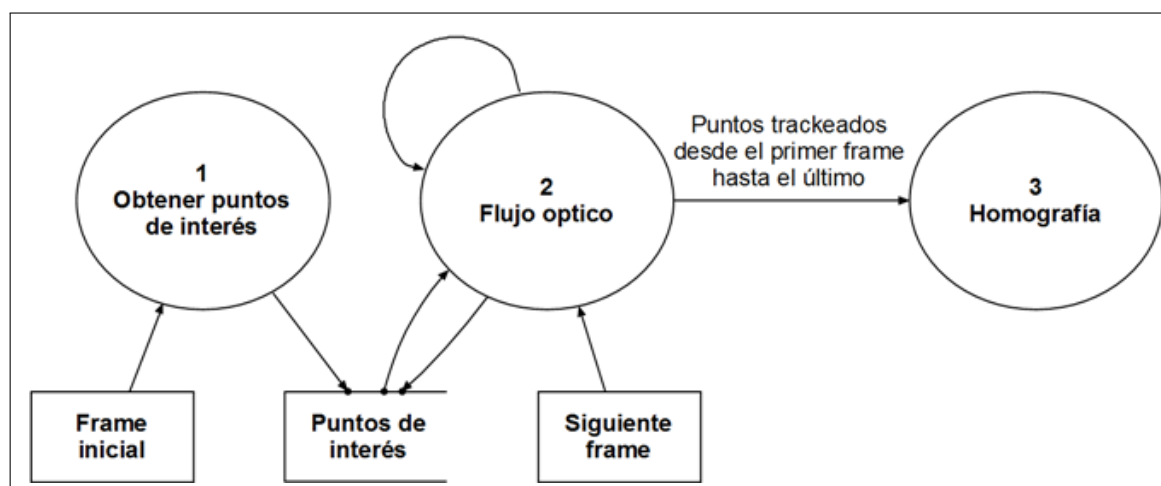 1
Obtener puntos
de interés
2
Flujo optico
Puntos trackeados
desde el primer frame
hasta el último
3
Homografía
Frame
inicial
Puntos de
interés
Siguiente
frame